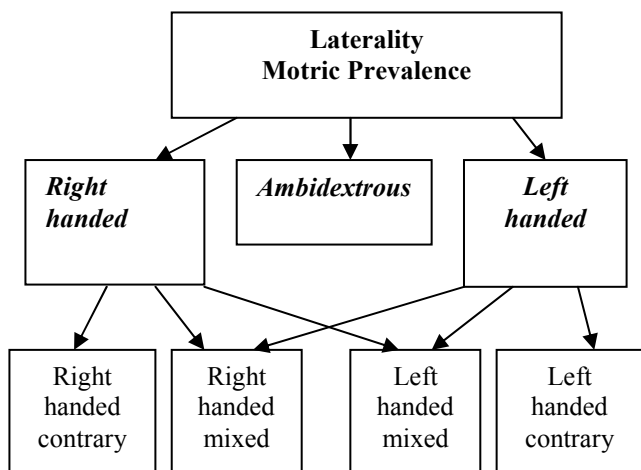 Laterality
Motric Prevalence
Right
handed
Ambidextrous
Left
handed
Right
handed
contrary
Right
handed
mixed
Left
handed
mixed
Left
handed
contrary